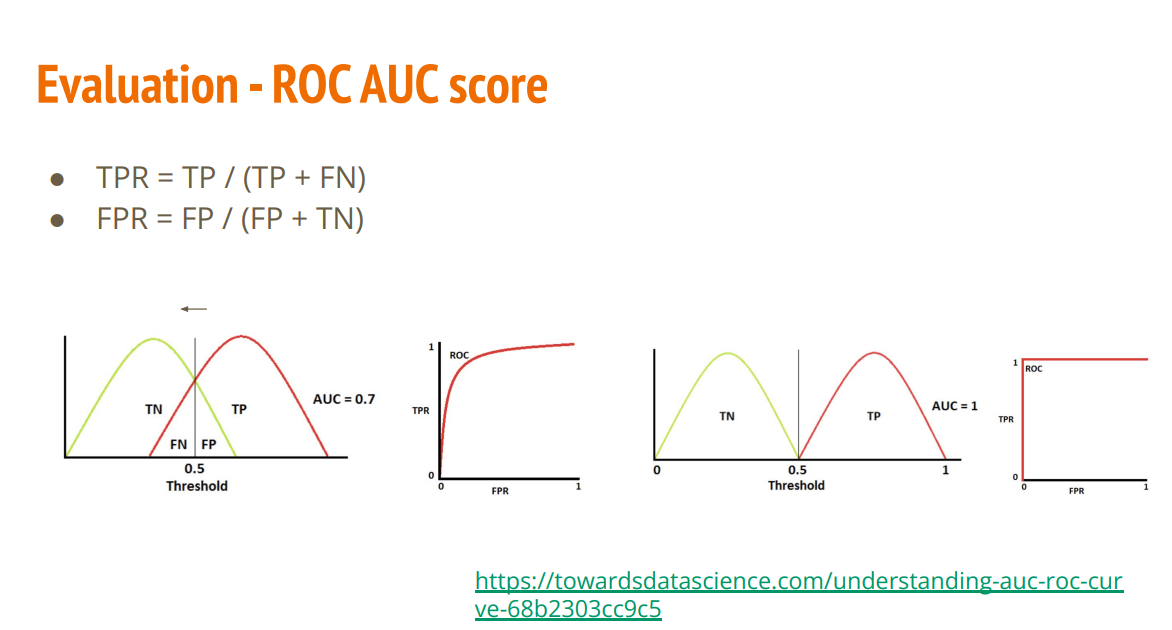 Evaluation - ROC AUC score
● TPR = TP / (TP + FN)
● FPR = FP / (FP + TN)
TN
TP
FN
FP
AUC = 0.7
0.5
Threshold
1
ROC
TPR
0
0
1
FPR
TN
TP
AUC = 1
0
0.5
1
Threshold
1
ROC
TPR
0
0
1
FPR
https://towardsdatascience.com/understanding-auc-roc-cur
ve-68b2303cc9c5